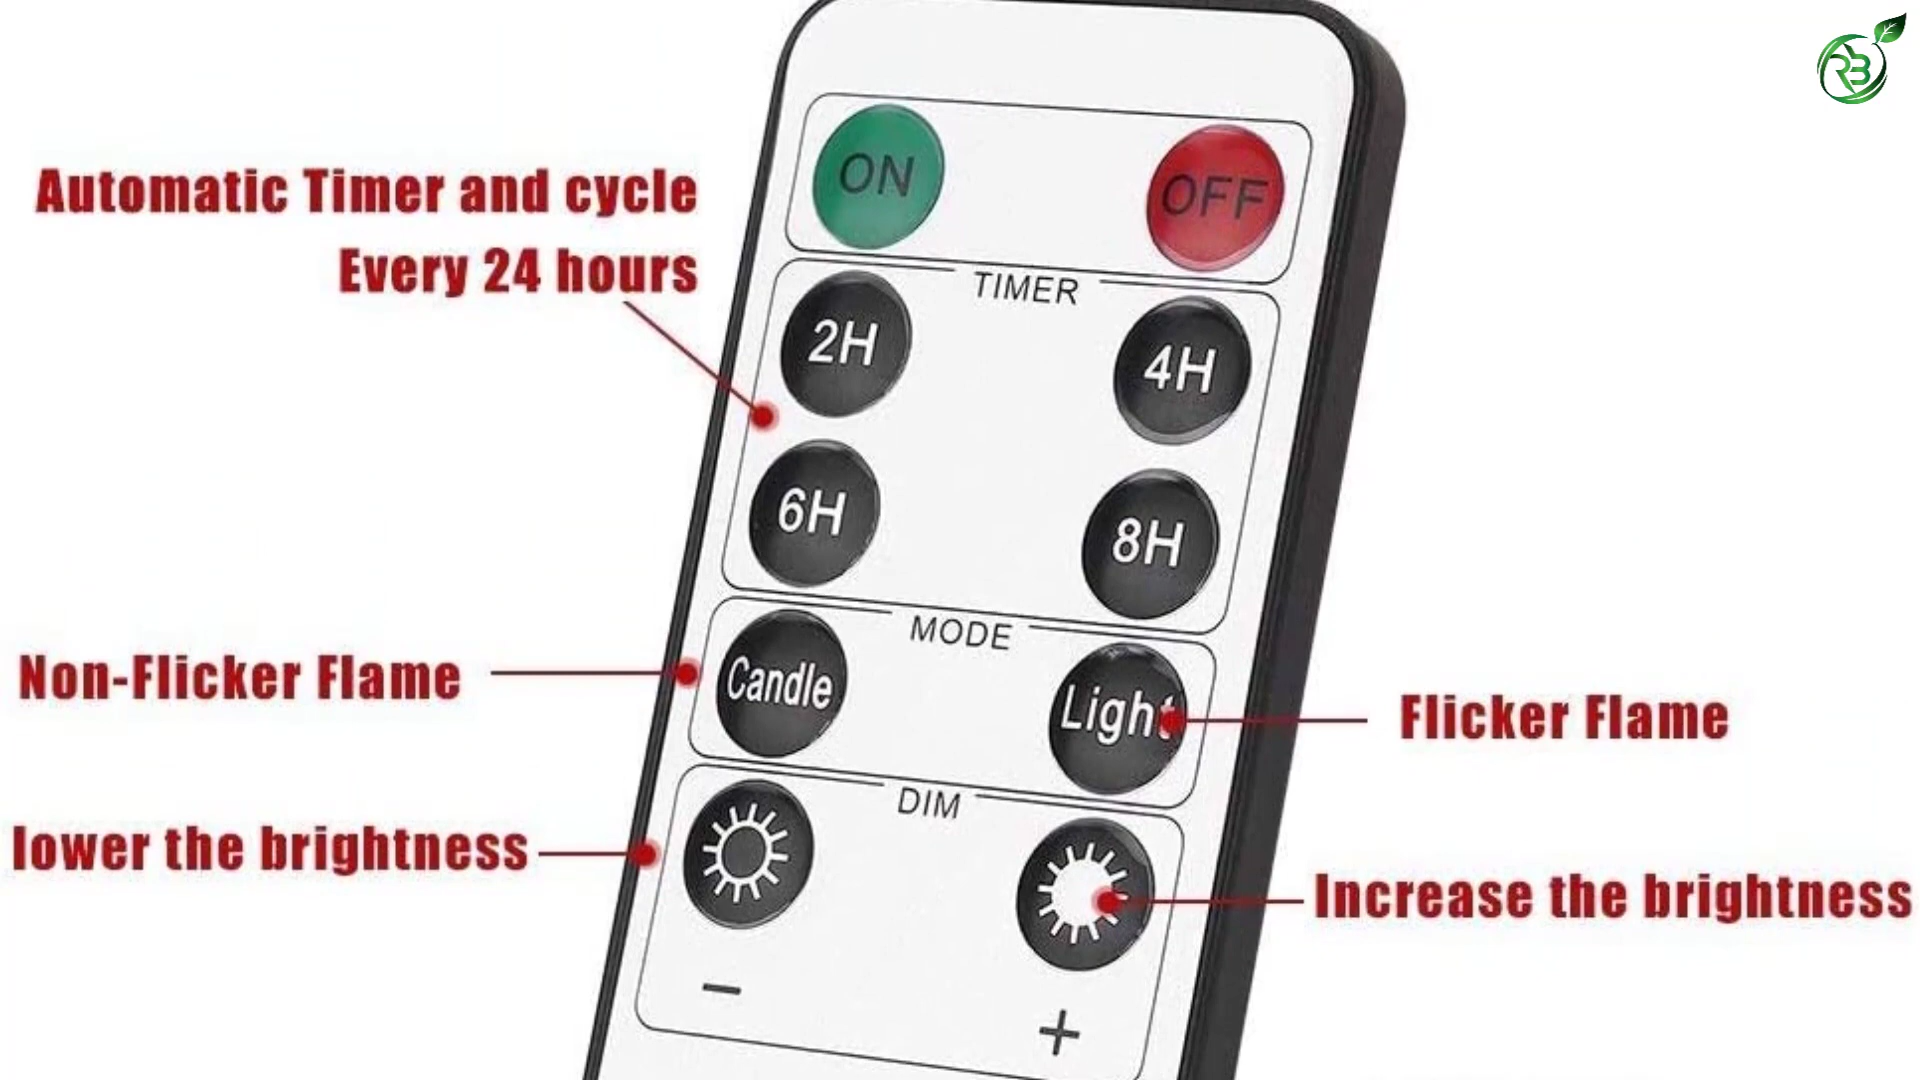 RB
ON
OFF
Automatic Timer and cycle
Every 24 hours
TIMER
2H
4H
6H
8H
MODE
Candle
Light
Non-Flicker Flame
Flicker Flame
DIM
lower the brightness
Increase the brightness
−
+